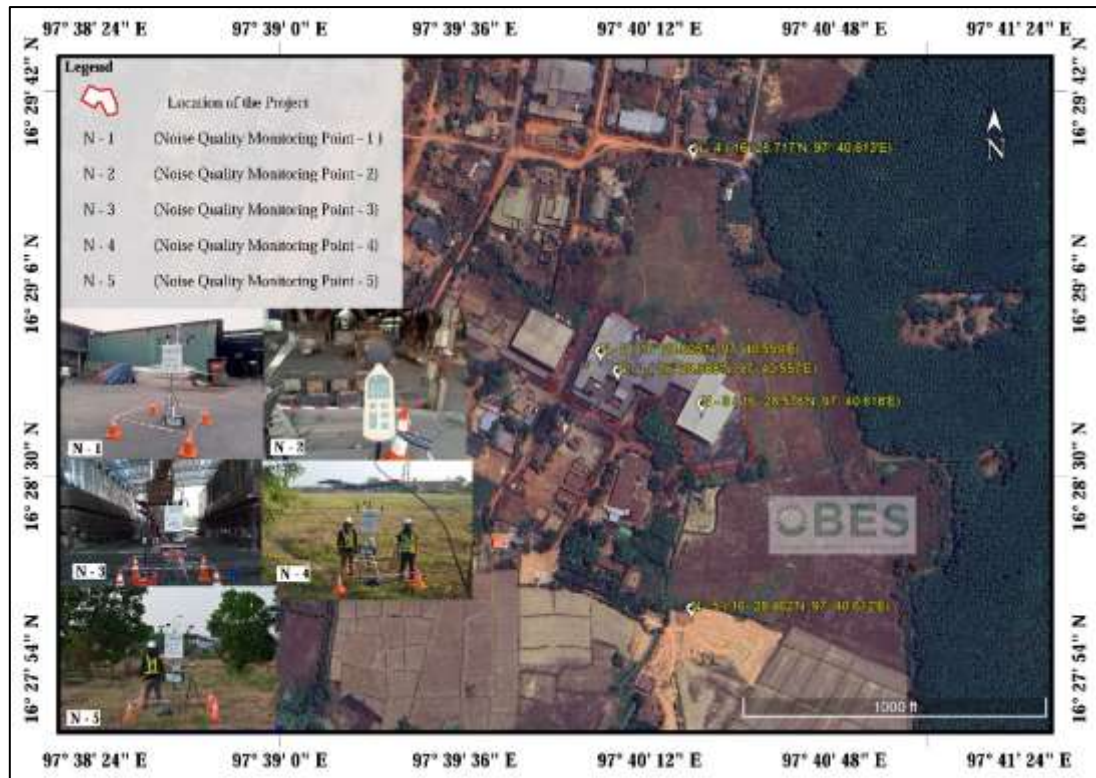 97° 38' 24" E 97° 39' 0" E 97° 39' 36" E 97° 40' 12" E 97° 40' 48" E 97° 41' 24" E
16° 29' 42" N
16° 29' 6" N
16° 28' 30" N
16° 27' 54" N
Legend
Location of the Project
N - 1 (Noise Quality Monitoring Point - 1 )
N - 2 (Noise Quality Monitoring Point - 2)
N - 3 (Noise Quality Monitoring Point - 3)
N - 4 (Noise Quality Monitoring Point - 4)
N - 5 (Noise Quality Monitoring Point - 5)
N
N - 1
N - 2
N - 3
N - 4
N - 5
OBES
1000 ft
16° 29' 42" N
16° 29' 6" N
16° 28' 30" N
16° 27' 54" N
97° 38' 24" E 97° 39' 0" E 97° 39' 36" E 97° 40' 12" E 97° 40' 48" E 97° 41' 24" E